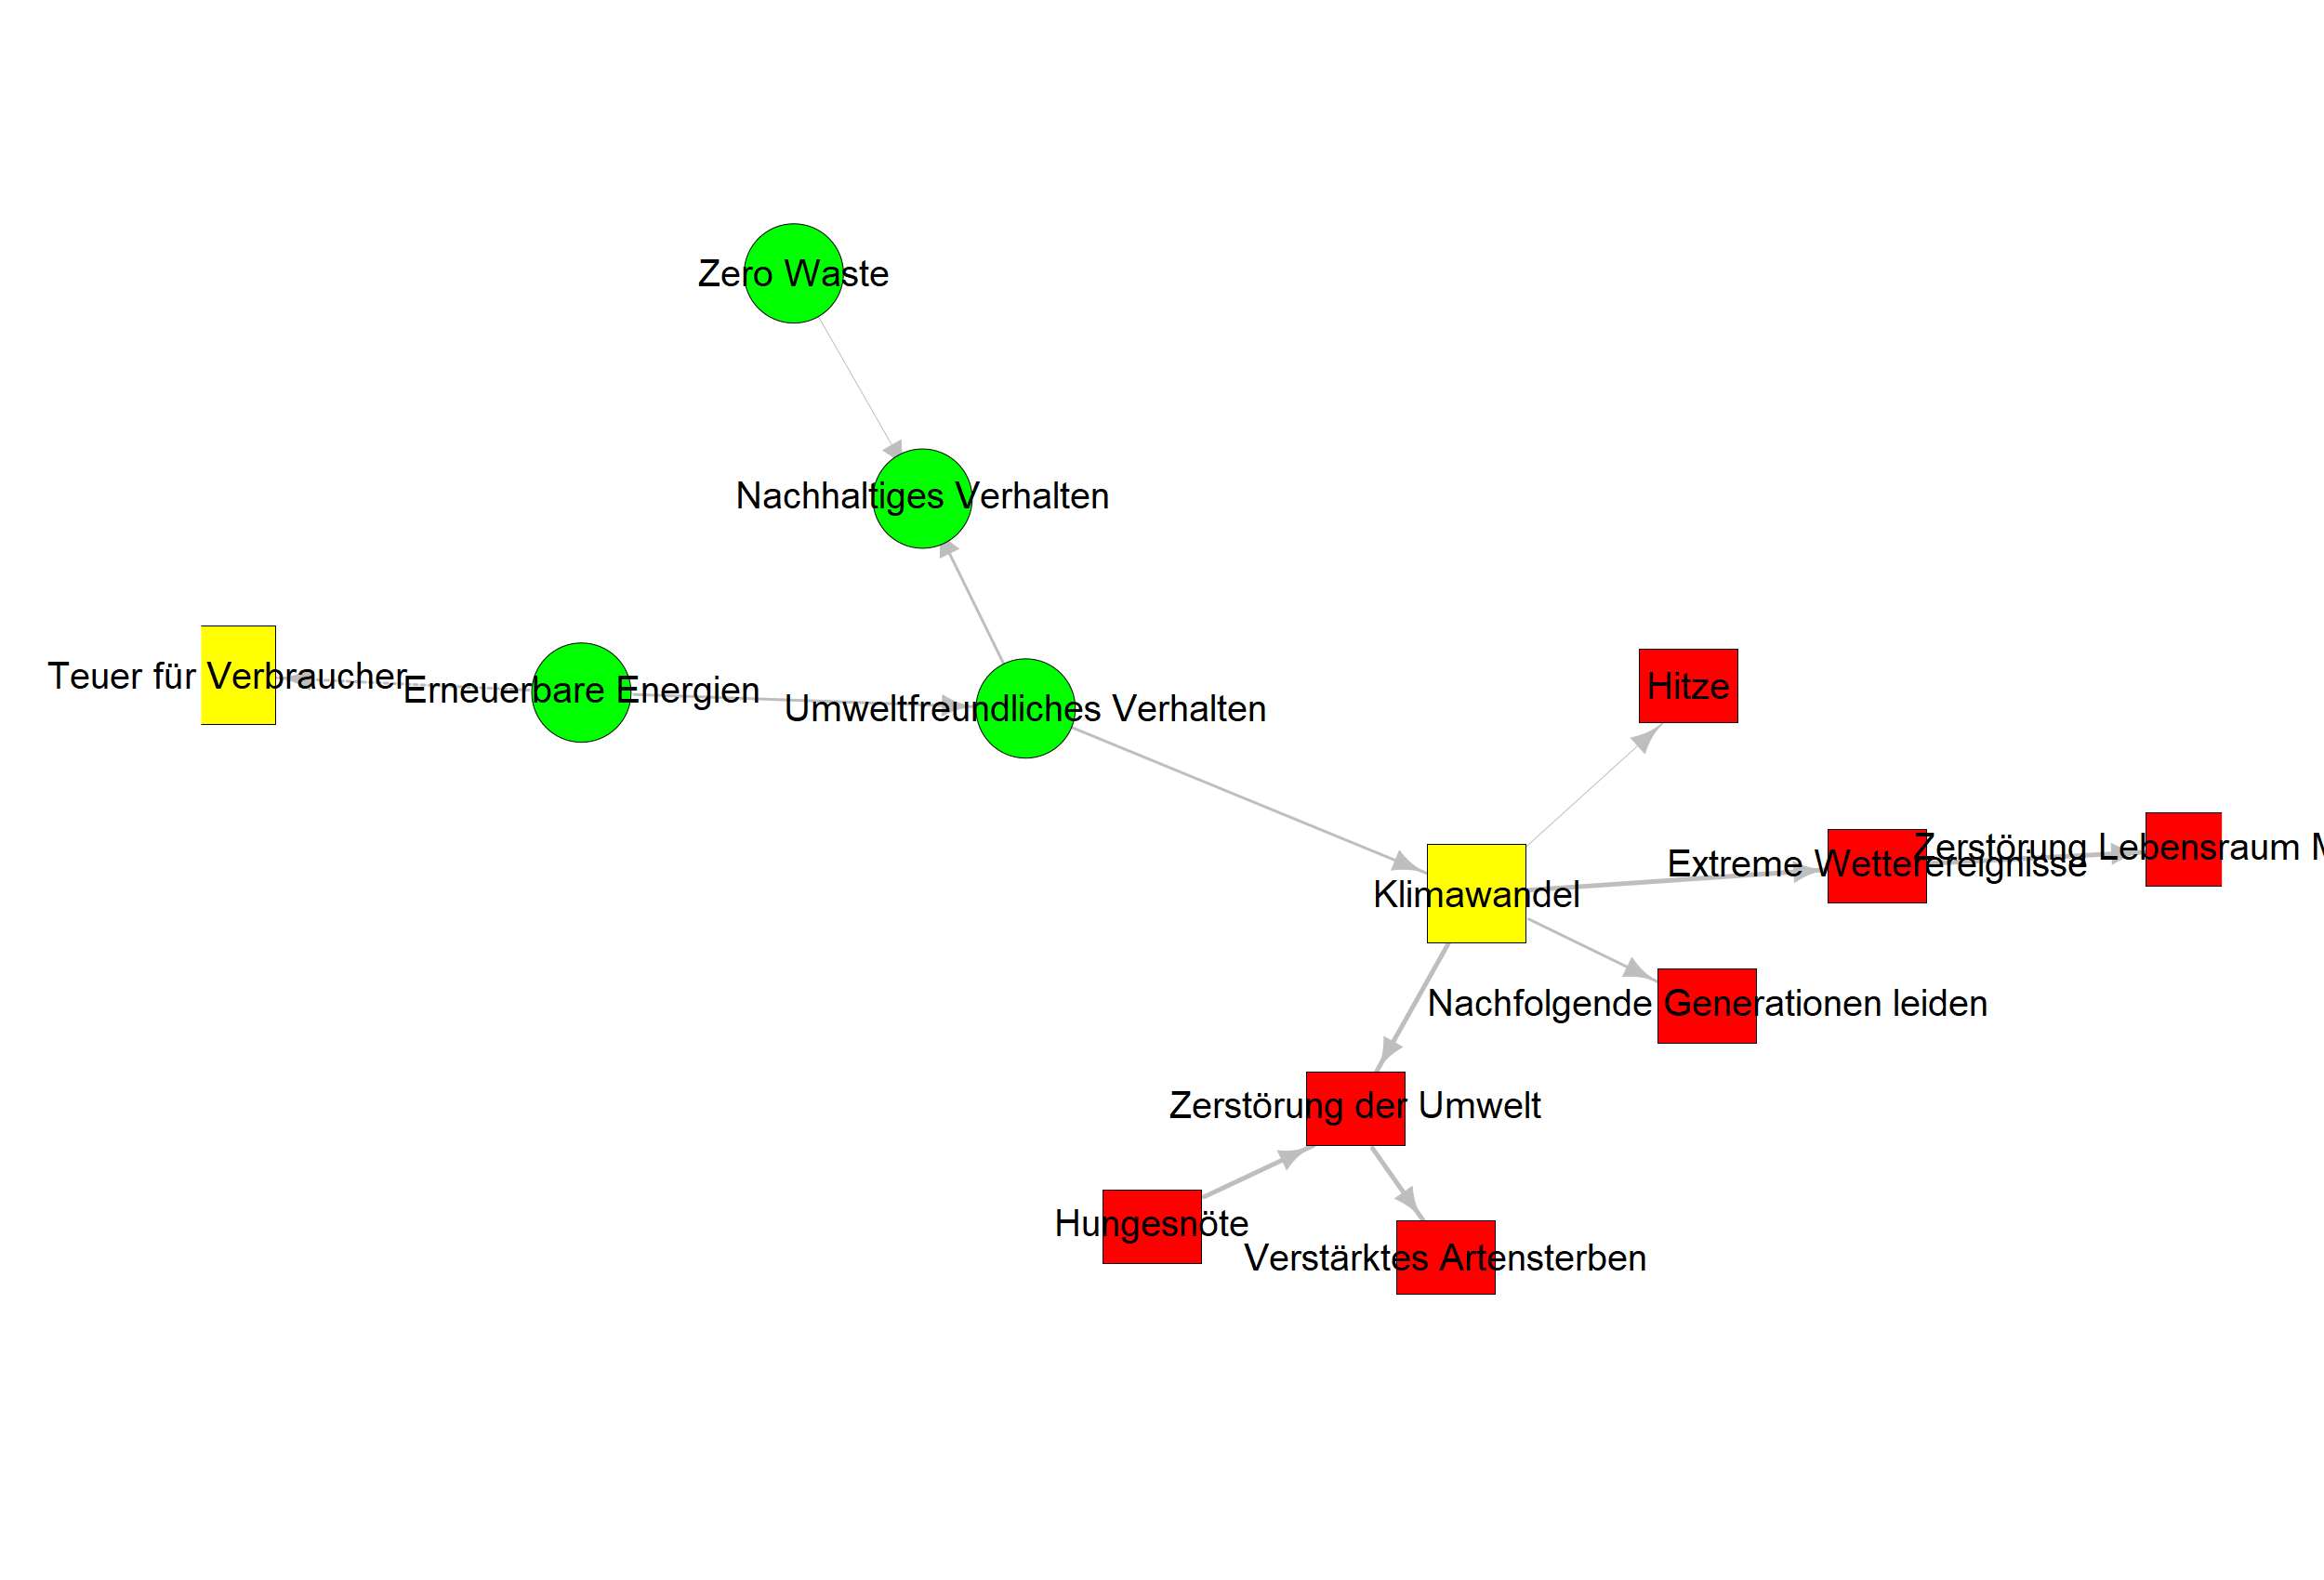 Zero Waste
Nachhaltiges Verhalten
Teuer für Verbraucher
Erneuerbare Energien
Umweltfreundliches Verhalten
Hitze
Zerstörung Lebensraum M
Extreme Wetterereignisse
Klimawandel
Nachfolgende Generationen leiden
Zerstörung der Umwelt
Hungesnöte
Verstärktes Artensterben